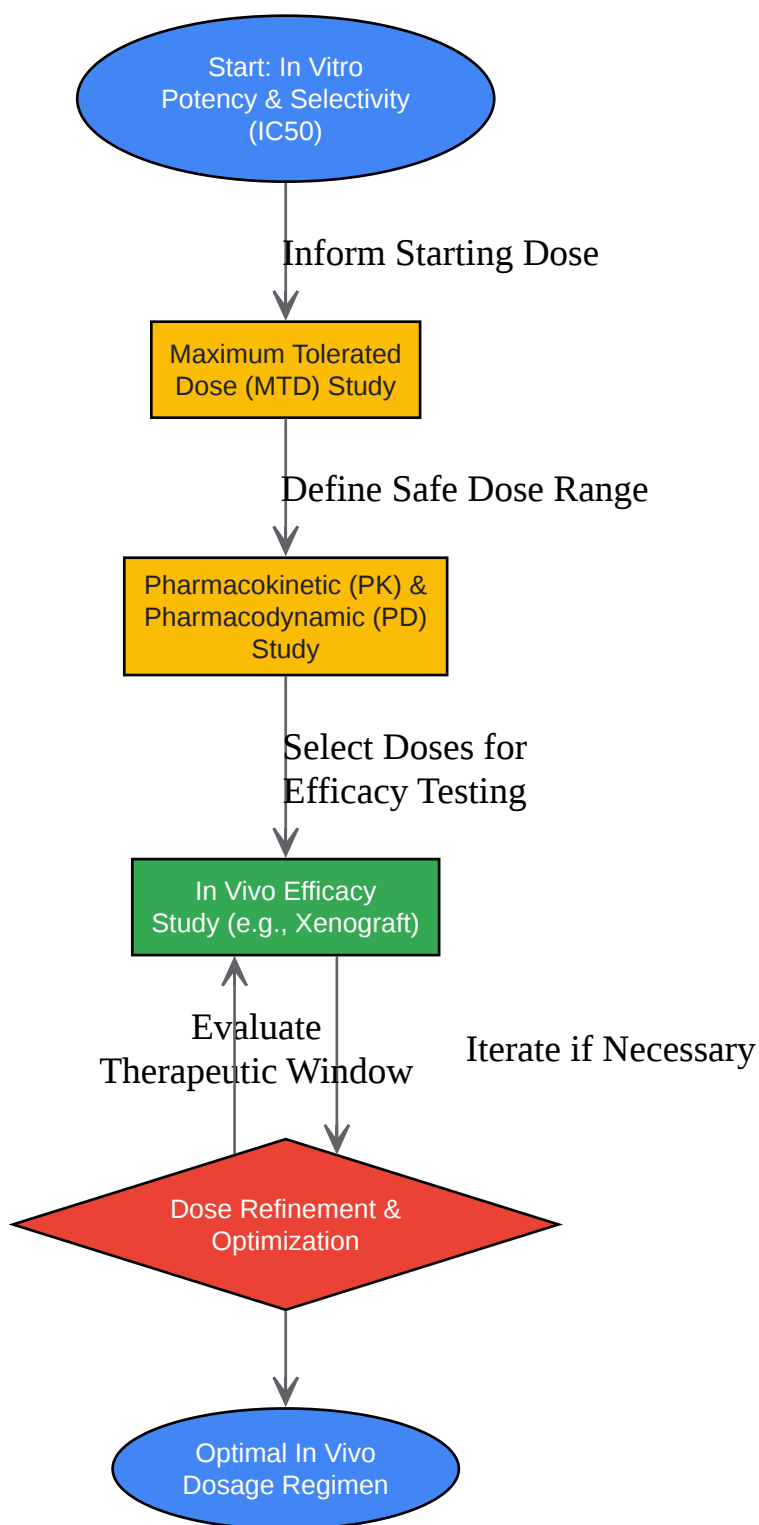 Start: In Vitro
Potency & Selectivity
(IC50)
Inform Starting Dose
Maximum Tolerated
Dose (MTD) Study
Define Safe Dose Range
Pharmacokinetic (PK) &
Pharmacodynamic (PD)
Study
Select Doses for
Efficacy Testing
In Vivo Efficacy
Study (e.g., Xenograft)
Evaluate
Therapeutic Window
Iterate if Necessary
Dose Refinement &
Optimization
Optimal In Vivo
Dosage Regimen